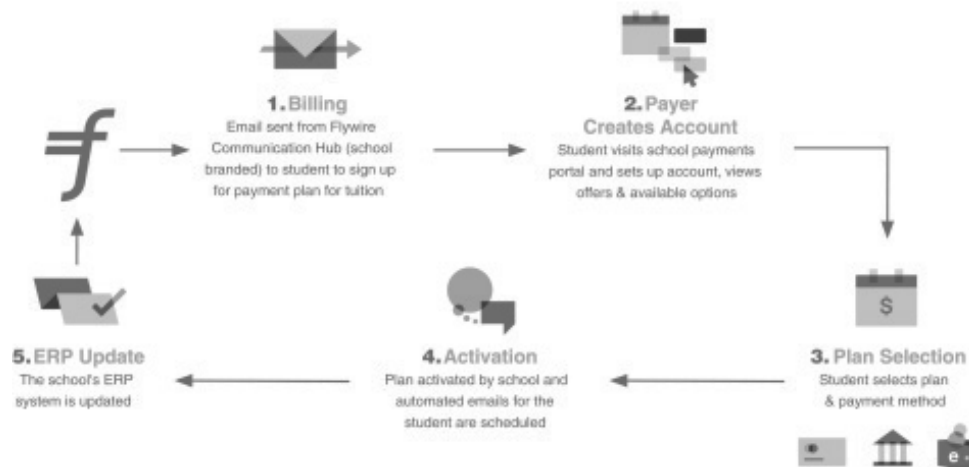 1. Billing
Email sent from Flywire
Communication Hub (school
branded) to student to sign up
for payment plan for tuition
2. Payer
Creates Account
Student visits school payments
portal and sets up account, views
offers & available options
$
3. Plan Selection
Student selects plan
& payment method
e
4. Activation
Plan activated by school and
automated emails for the
student are scheduled
5. ERP Update
The school's ERP
system is updated